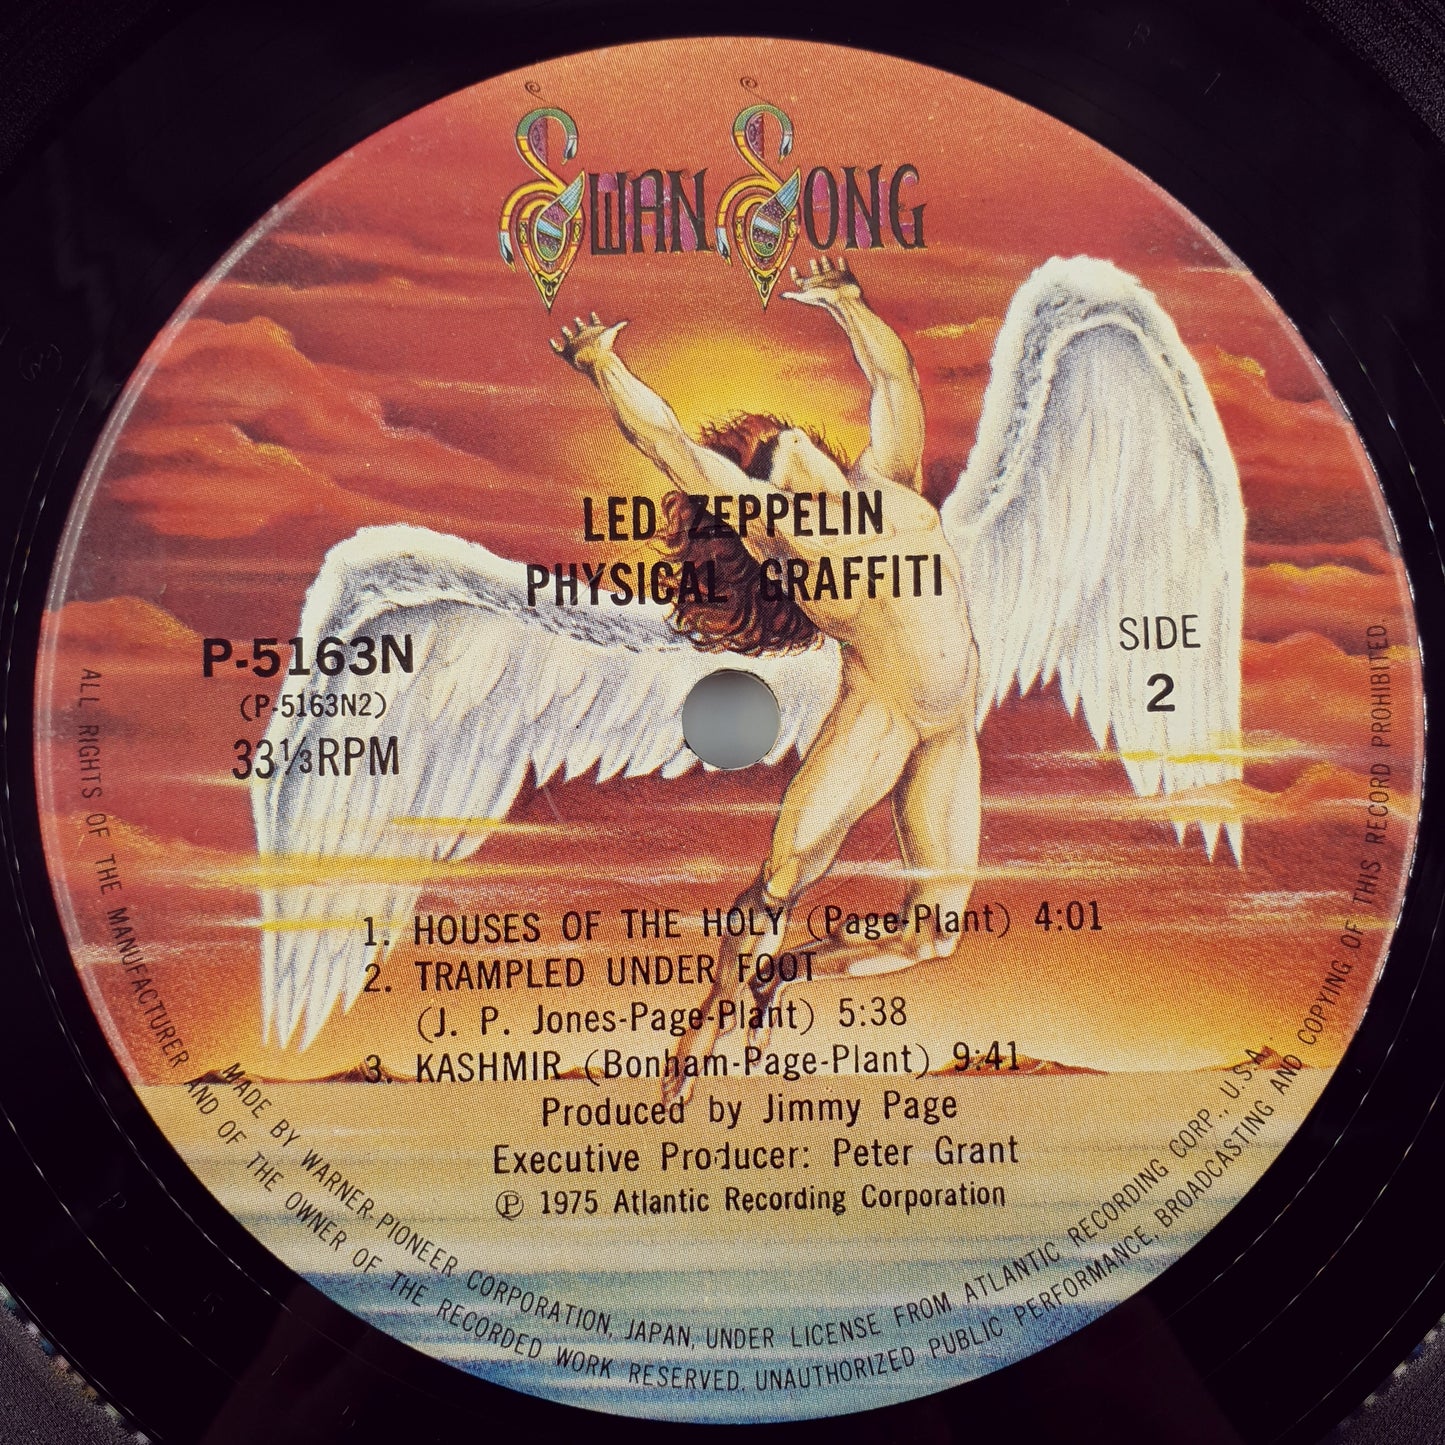 SWAN SONG
LED ZEPPELIN
PHYSICAL GRAFFITI
P-5163N
(P-5163N2)
33⅓RPM
SIDE
2
1. HOUSES OF THE HOLY (Page-Plant) 4:01
2. TRAMPLED UNDER FOOT
(J. P. Jones-Page-Plant) 5:38
3. KASHMIR (Bonham-Page-Plant) 9:41
Produced by Jimmy Page
Executive Producer: Peter Grant
Ⓟ 1975 Atlantic Recording Corporation
MADE BY WARNER-PIONEER CORPORATION, JAPAN, UNDER LICENSE FROM ATLANTIC RECORDING CORP., U.S.A.
ALL RIGHTS OF THE MANUFACTURER AND OF THE OWNER OF THE RECORDED WORK RESERVED. UNAUTHORIZED PUBLIC PERFORMANCE, BROADCASTING AND COPYING OF THIS RECORD PROHIBITED.